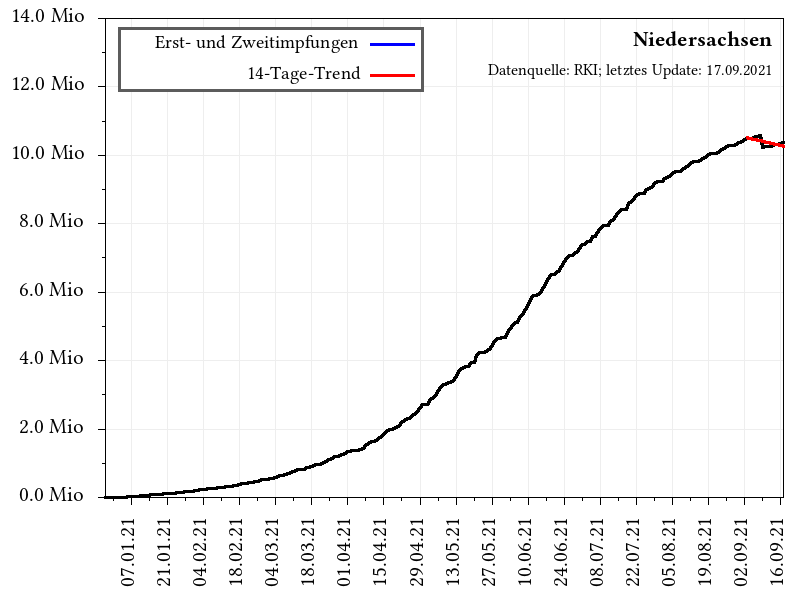 14.0 Mio
12.0 Mio
10.0 Mio
8.0 Mio
6.0 Mio
4.0 Mio
2.0 Mio
0.0 Mio
Erst- und Zweitimpfungen
14-Tage-Trend
Niedersachsen
Datenquelle: RKI; letztes Update: 17.09.2021
07.01.21
21.01.21
04.02.21
18.02.21
04.03.21
18.03.21
01.04.21
15.04.21
29.04.21
13.05.21
27.05.21
10.06.21
24.06.21
08.07.21
22.07.21
05.08.21
19.08.21
02.09.21
16.09.21